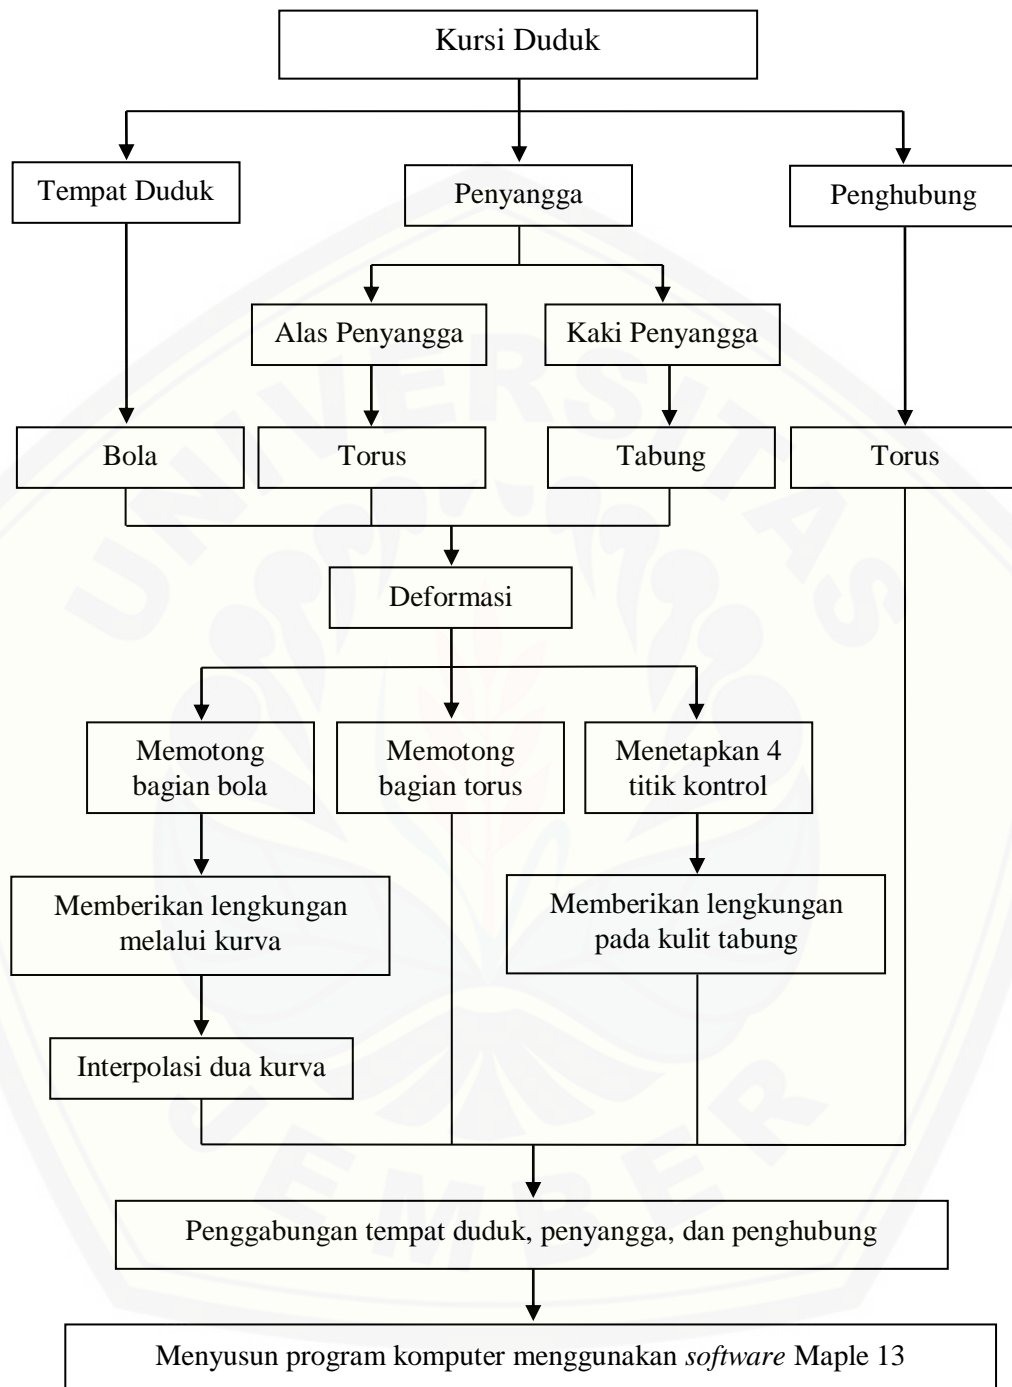 Kursi Duduk
Tempat Duduk
Penyangga
Penghubung
Alas Penyangga
Kaki Penyangga
Bola
Torus
Tabung
Torus
Deformasi
Memotong
bagian bola
Memotong
bagian torus
Menetapkan 4
titik kontrol
Memberikan lengkungan
melalui kurva
Memberikan lengkungan
pada kulit tabung
Interpolasi dua kurva
Penggabungan tempat duduk, penyangga, dan penghubung
Menyusun program komputer menggunakan software Maple 13
UNIVERSITAS
JEMBER